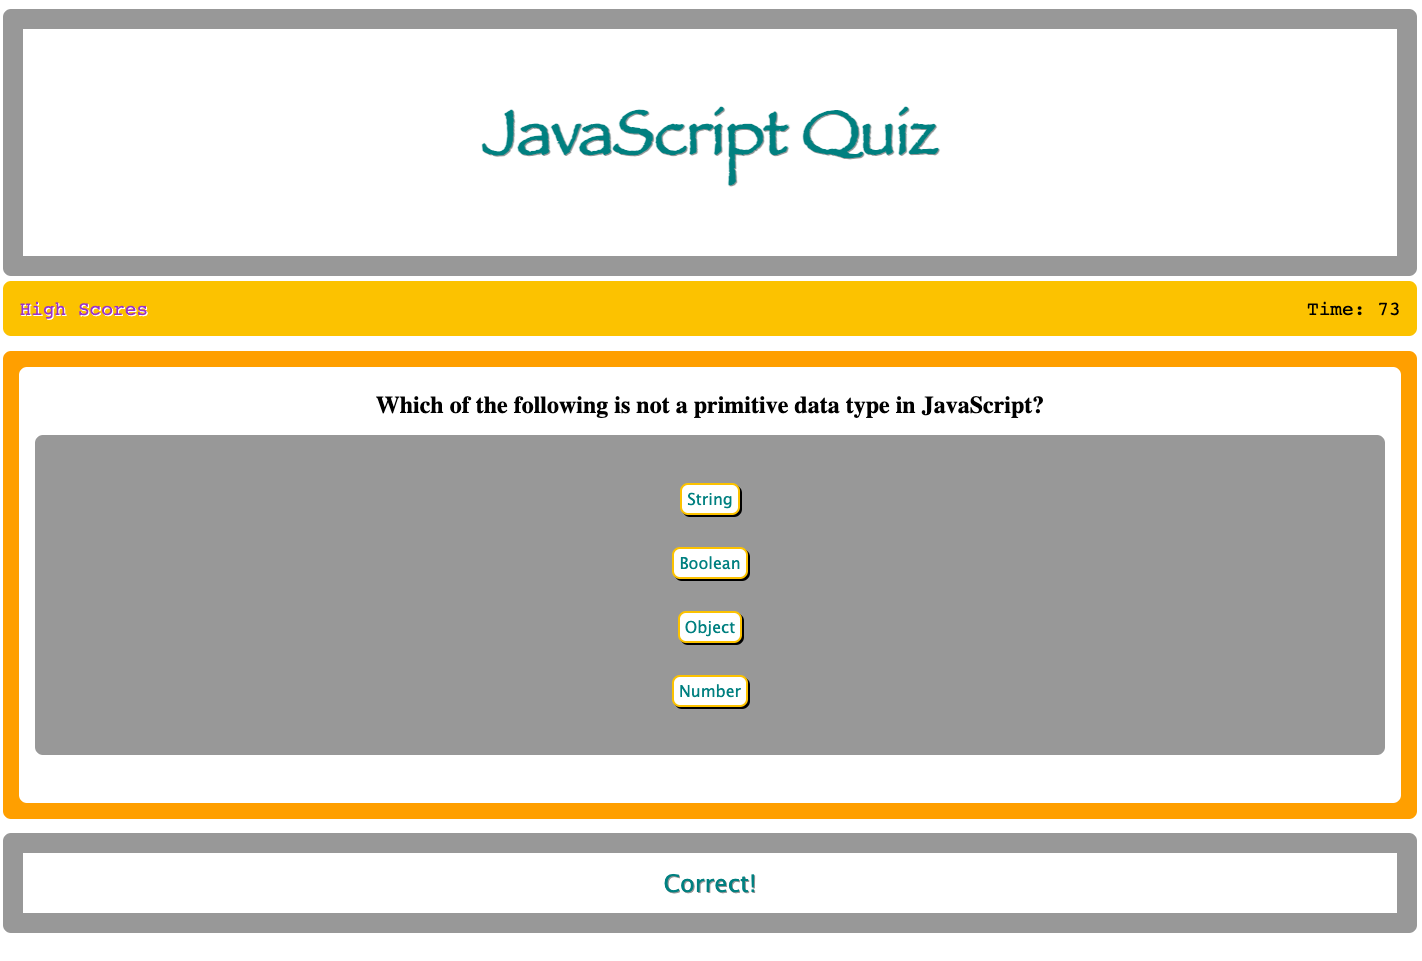 JavaScript Quiz
High Scores
Time: 73
Which of the following is not a primitive data type in JavaScript?
String
Boolean
Object
Number
Correct!